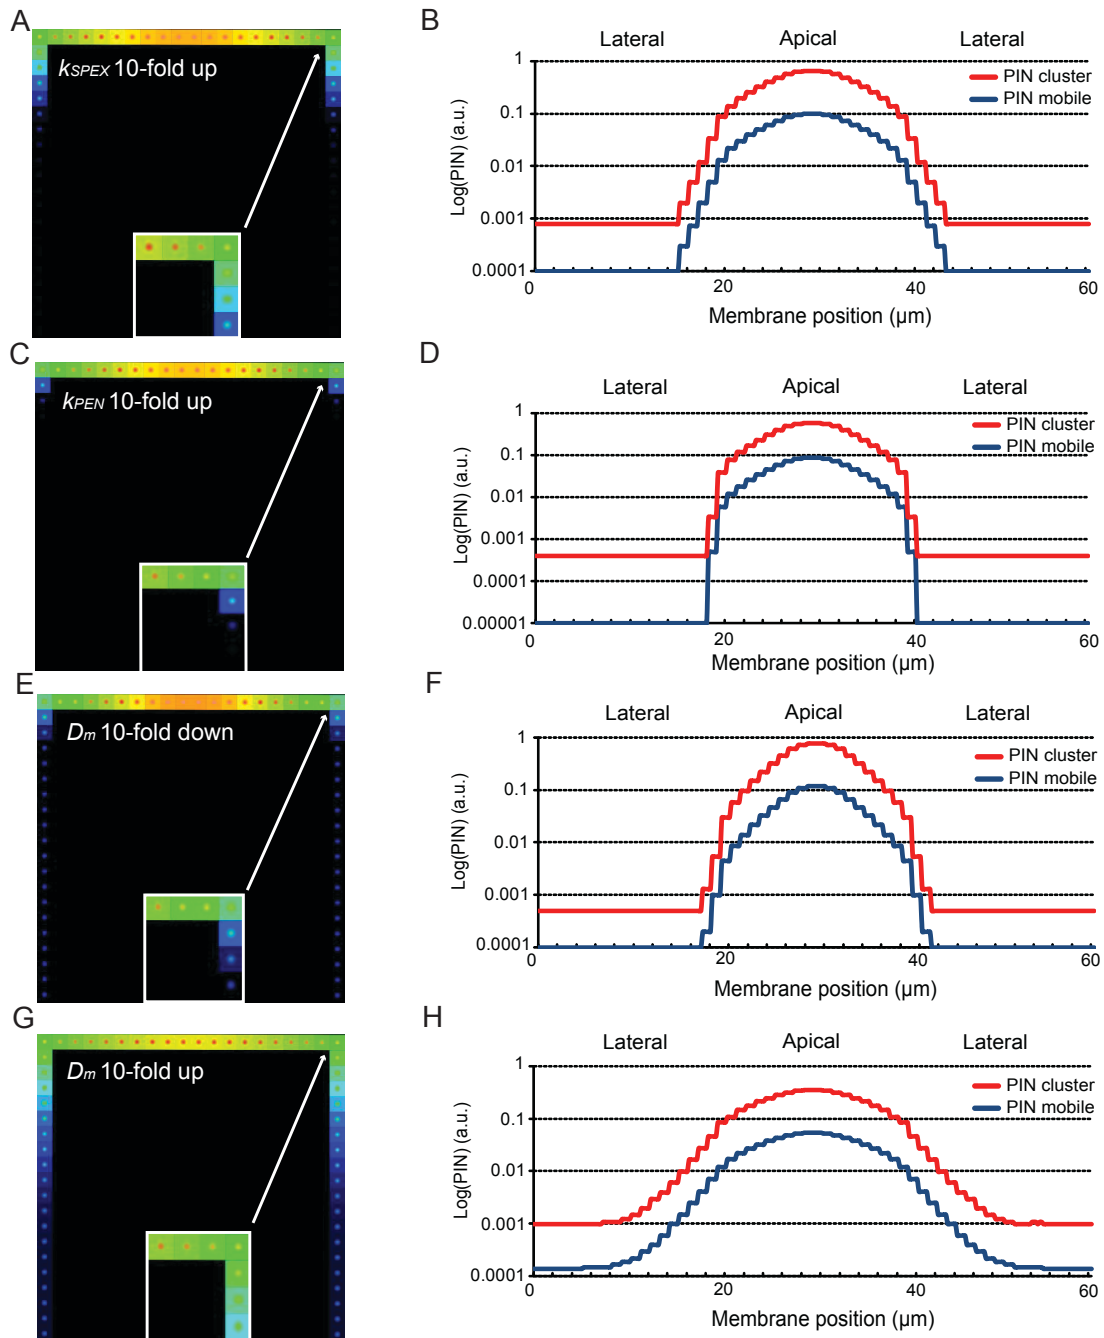 A
kSPEX 10-fold up
B
Lateral Apical Lateral
PIN cluster
PIN mobile
Log(PIN) (a.u.)
1
0.1
0.01
0.001
0.0001
0 20 40 60
Membrane position (µm)
C
kPEN 10-fold up
D
Lateral Apical Lateral
PIN cluster
PIN mobile
Log(PIN) (a.u.)
1
0.1
0.01
0.001
0.0001
0.00001
0 20 40 60
Membrane position (µm)
E
Dm 10-fold down
F
Lateral Apical Lateral
PIN cluster
PIN mobile
Log(PIN) (a.u.)
1
0.1
0.01
0.001
0.0001
0 20 40 60
Membrane position (µm)
G
Dm 10-fold up
H
Lateral Apical Lateral
PIN cluster
PIN mobile
Log(PIN) (a.u.)
1
0.1
0.01
0.001
0.0001
0 20 40 60
Membrane position (µm)